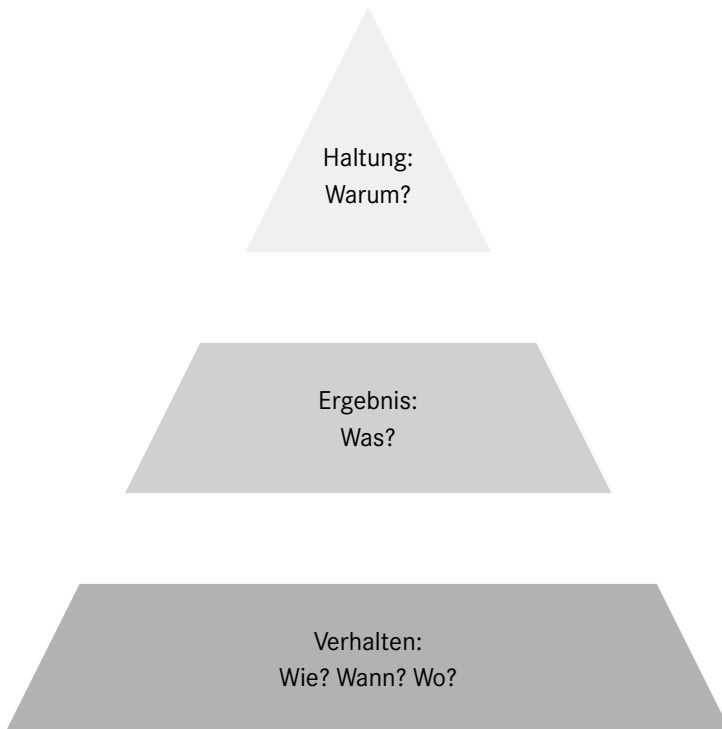 Haltung:
Warum?
Ergebnis:
Was?
Verhalten:
Wie? Wann? Wo?